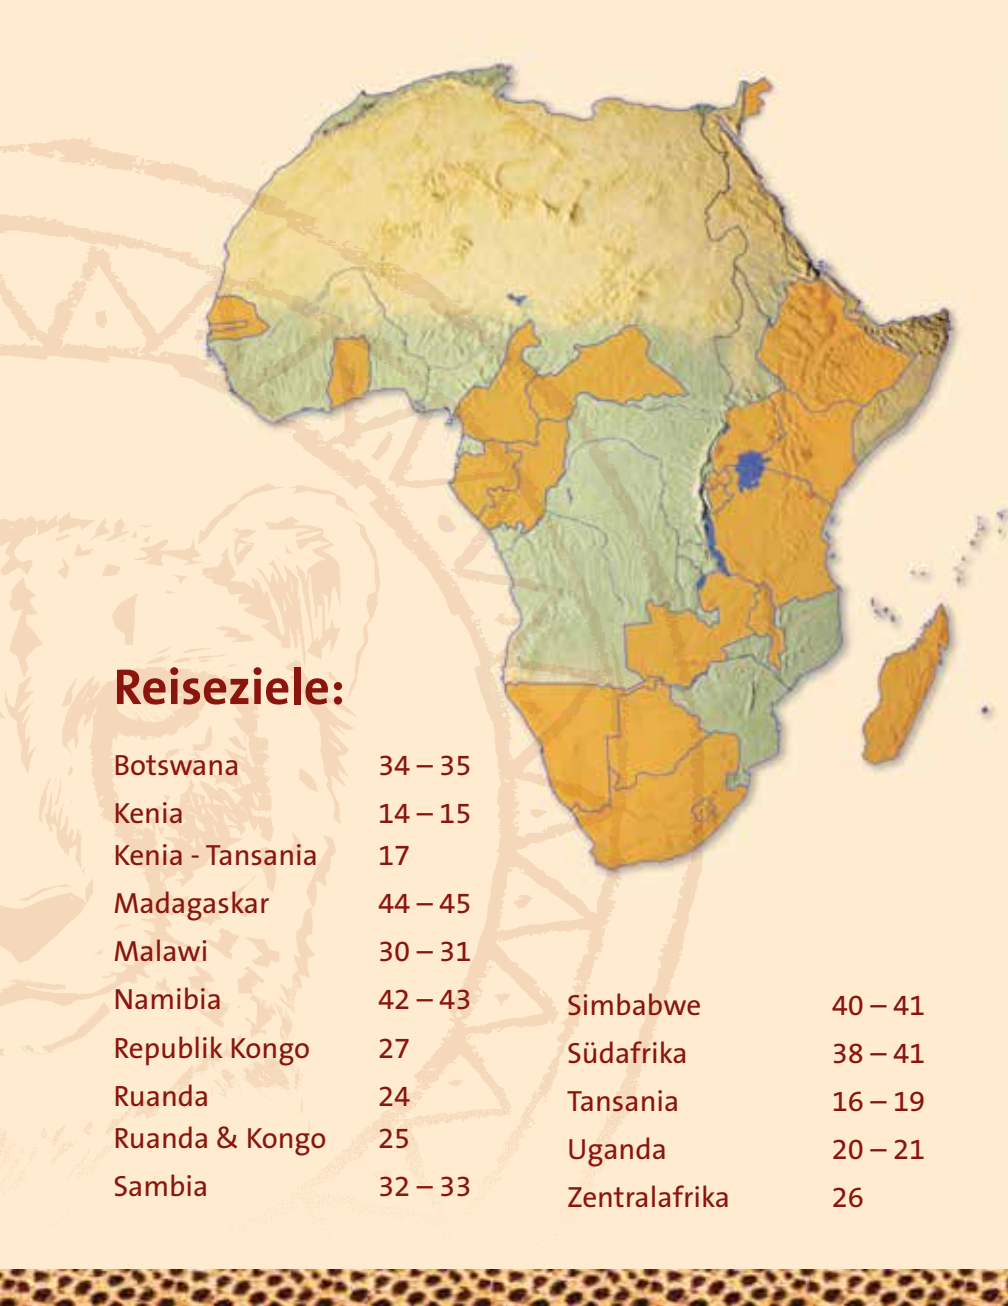 Reiseziele:
Botswana 34 – 35
Kenia 14 – 15
Kenia - Tansania 17
Madagaskar 44 – 45
Malawi 30 – 31
Namibia 42 – 43
Republik Kongo 27
Ruanda 24
Ruanda & Kongo 25
Sambia 32 – 33
Simbabwe 40 – 41
Südafrika 38 – 41
Tansania 16 – 19
Uganda 20 – 21
Zentralafrika 26